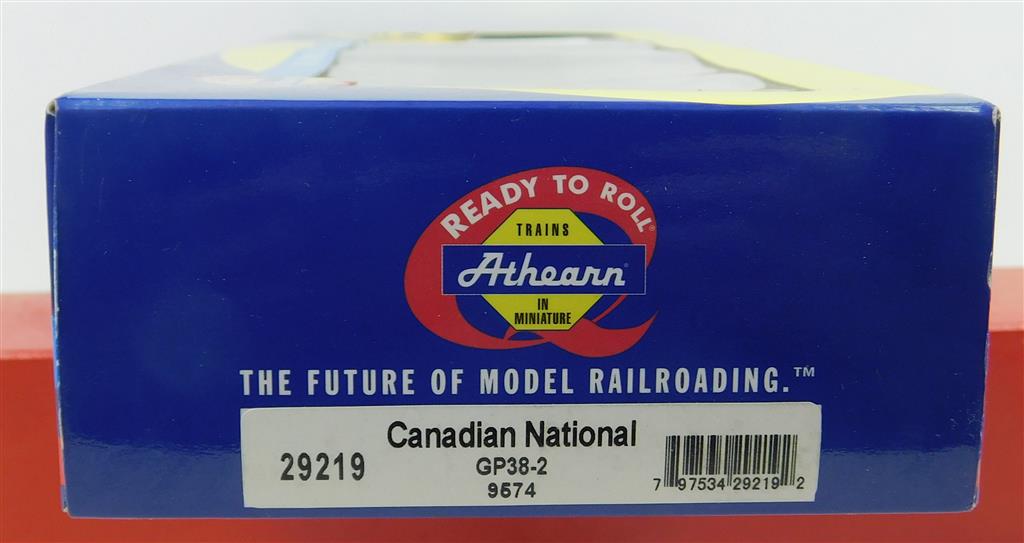 READY TO ROLL®
TRAINS
Athearn®
IN
MINIATURE
THE FUTURE OF MODEL RAILROADING.™
Canadian National
29219
GP38-2
9574
7 97534 29219 2